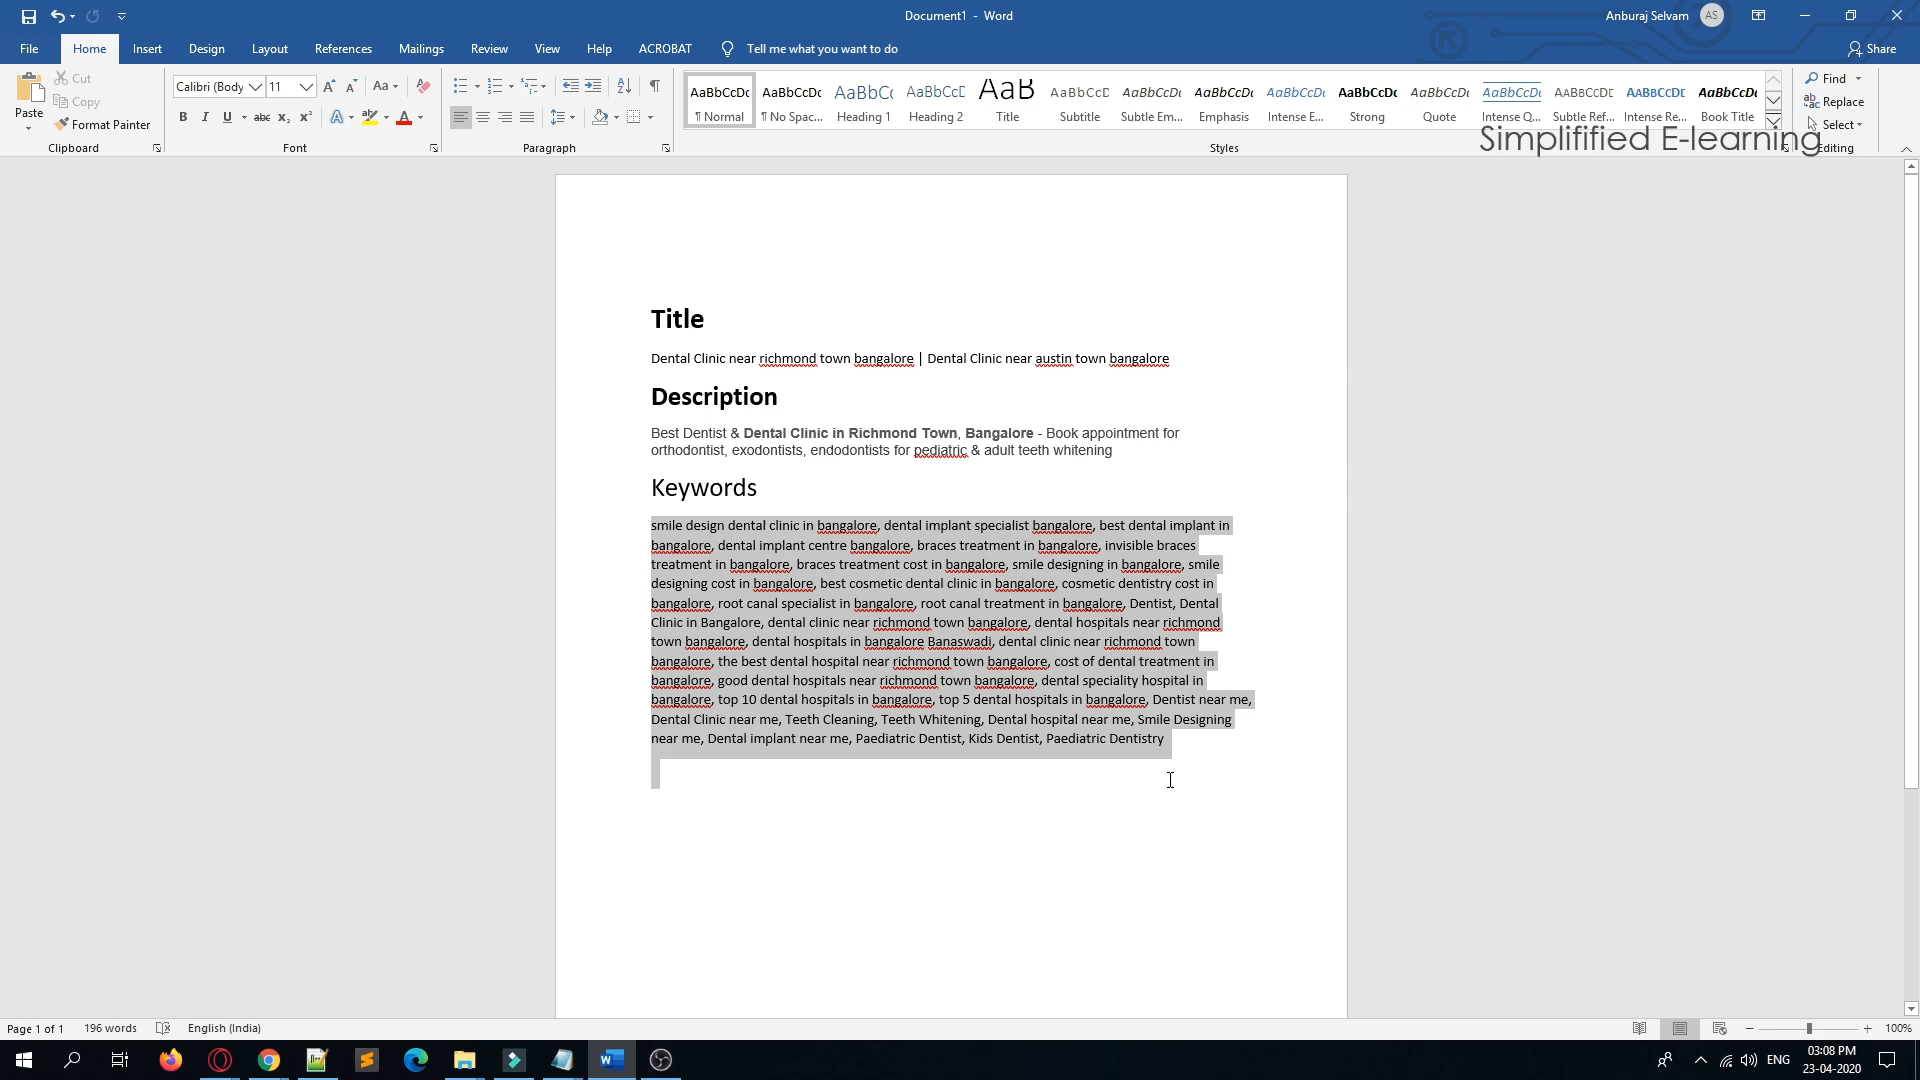 Document1 - Word
Anburaj Selvam AS
File Home Insert Design Layout References Mailings Review View Help ACROBAT Tell me what you want to do Share
Paste
Cut
Copy
Format Painter
Clipboard
Calibri (Body 11
Font
Paragraph
AaBbCcDc AaBbCcDc AaBbCc AaBbCcD AaB AaBbCcD AaBbCcDc AaBbCcDc AaBbCcDc AaBbCcDc AaBbCcDc AaBbCcDc AaBbCcDc AaBbCcDc AaBbCcDc
¶ Normal ¶ No Spac... Heading 1 Heading 2 Title Subtitle Subtle Em... Emphasis Intense E... Strong Quote Intense Q... Subtle Ref... Intense Re... Book Title
Styles
Find
Replace
Select
Editing
Simplifified E-learning
Title
Dental Clinic near richmond town bangalore | Dental Clinic near austin town bangalore
Description
Best Dentist & Dental Clinic in Richmond Town, Bangalore - Book appointment for
orthodontist, exodontists, endodontists for pediatric & adult teeth whitening
Keywords
smile design dental clinic in bangalore, dental implant specialist bangalore, best dental implant in
bangalore, dental implant centre bangalore, braces treatment in bangalore, invisible braces
treatment in bangalore, braces treatment cost in bangalore, smile designing in bangalore, smile
designing cost in bangalore, best cosmetic dental clinic in bangalore, cosmetic dentistry cost in
bangalore, root canal specialist in bangalore, root canal treatment in bangalore, Dentist, Dental
Clinic in Bangalore, dental clinic near richmond town bangalore, dental hospitals near richmond
town bangalore, dental hospitals in bangalore Banaswadi, dental clinic near richmond town
bangalore, the best dental hospital near richmond town bangalore, cost of dental treatment in
bangalore, good dental hospitals near richmond town bangalore, dental speciality hospital in
bangalore, top 10 dental hospitals in bangalore, top 5 dental hospitals in bangalore, Dentist near me,
Dental Clinic near me, Teeth Cleaning, Teeth Whitening, Dental hospital near me, Smile Designing
near me, Dental implant near me, Paediatric Dentist, Kids Dentist, Paediatric Dentistry
Page 1 of 1 196 words English (India) 100%
ENG
03:08 PM
23-04-2020